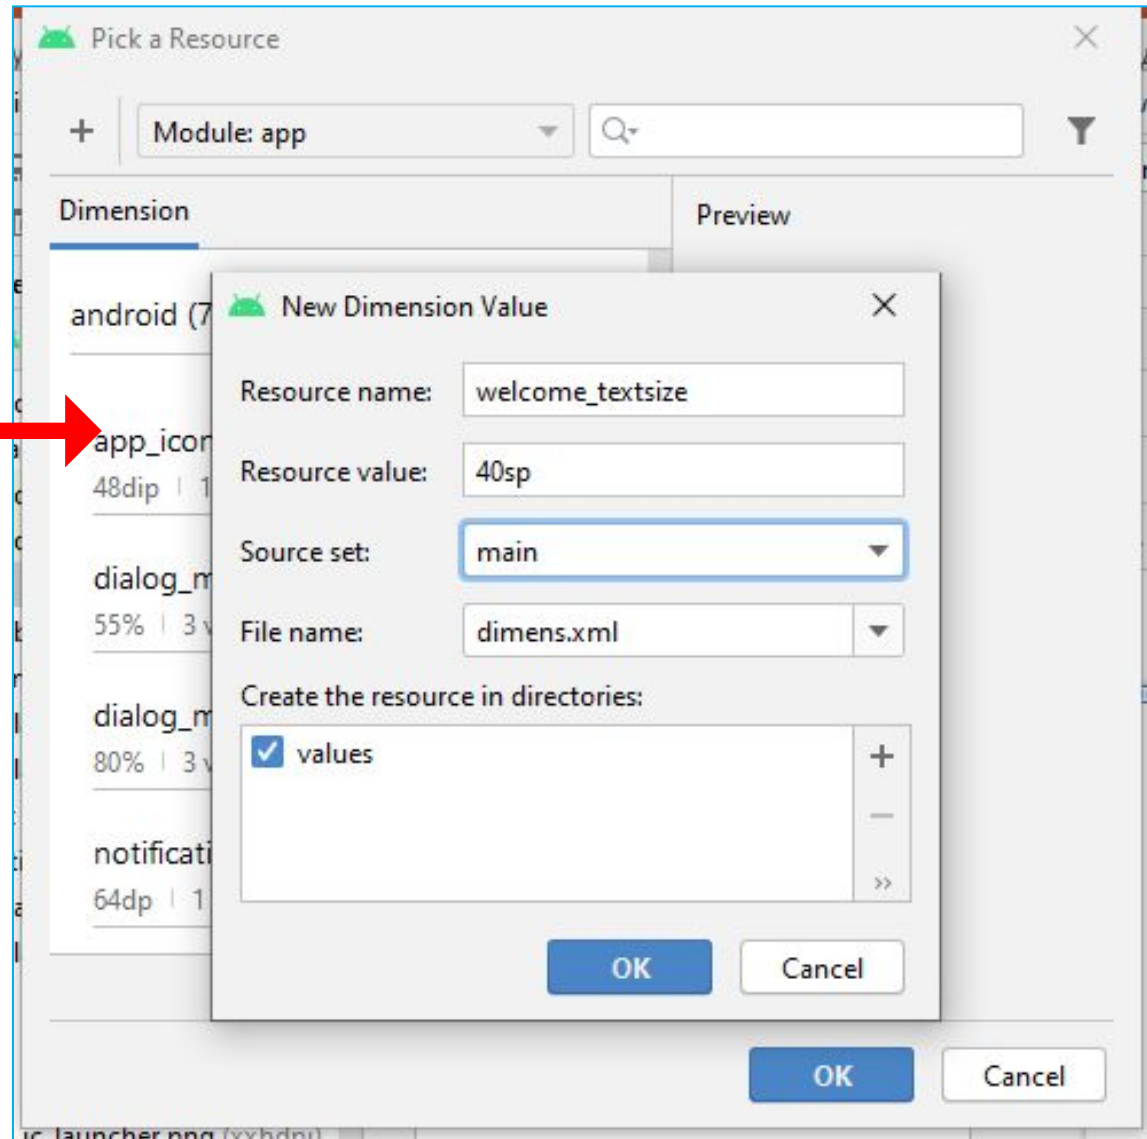 Pick a Resource
Module: app
Dimension
Preview
android (7
app_icon
48dip | 1
dialog_m
55% | 3 v
dialog_m
80% | 3 v
notificati
64dp | 1
New Dimension Value
Resource name: welcome_textsize
Resource value: 40sp
Source set: main
File name: dimens.xml
Create the resource in directories:
values
OK Cancel
OK Cancel
ic_launcher.png (xxhdpi)